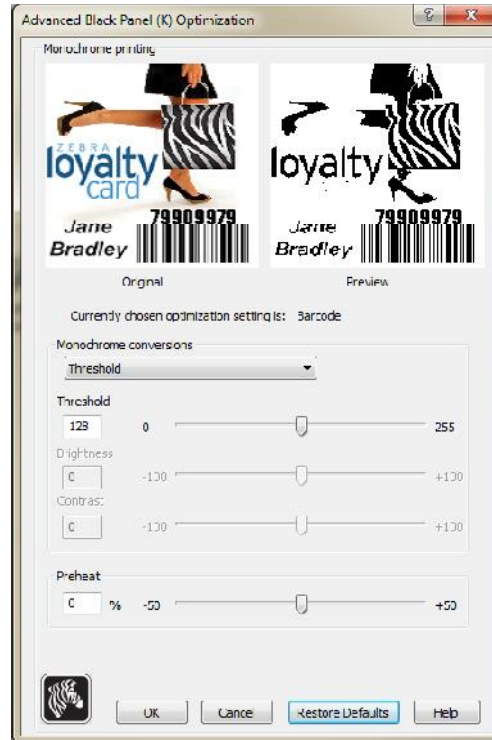 Advanced Black Panel (K) Optimization
Monochrome printing
ZEBRA
loyalty
card
79909979
Jane
Bradley
loyalty
79909979
Jane
Bradley
Original
Preview
Currently chosen optimization setting is: Barcode
Monochrome conversions
Threshold
Threshold
128 0 255
Brightness
0 -100 +100
Contrast
0 -100 +100
Preheat
0 % -50 +50
OK Cancel Restore Defaults Help